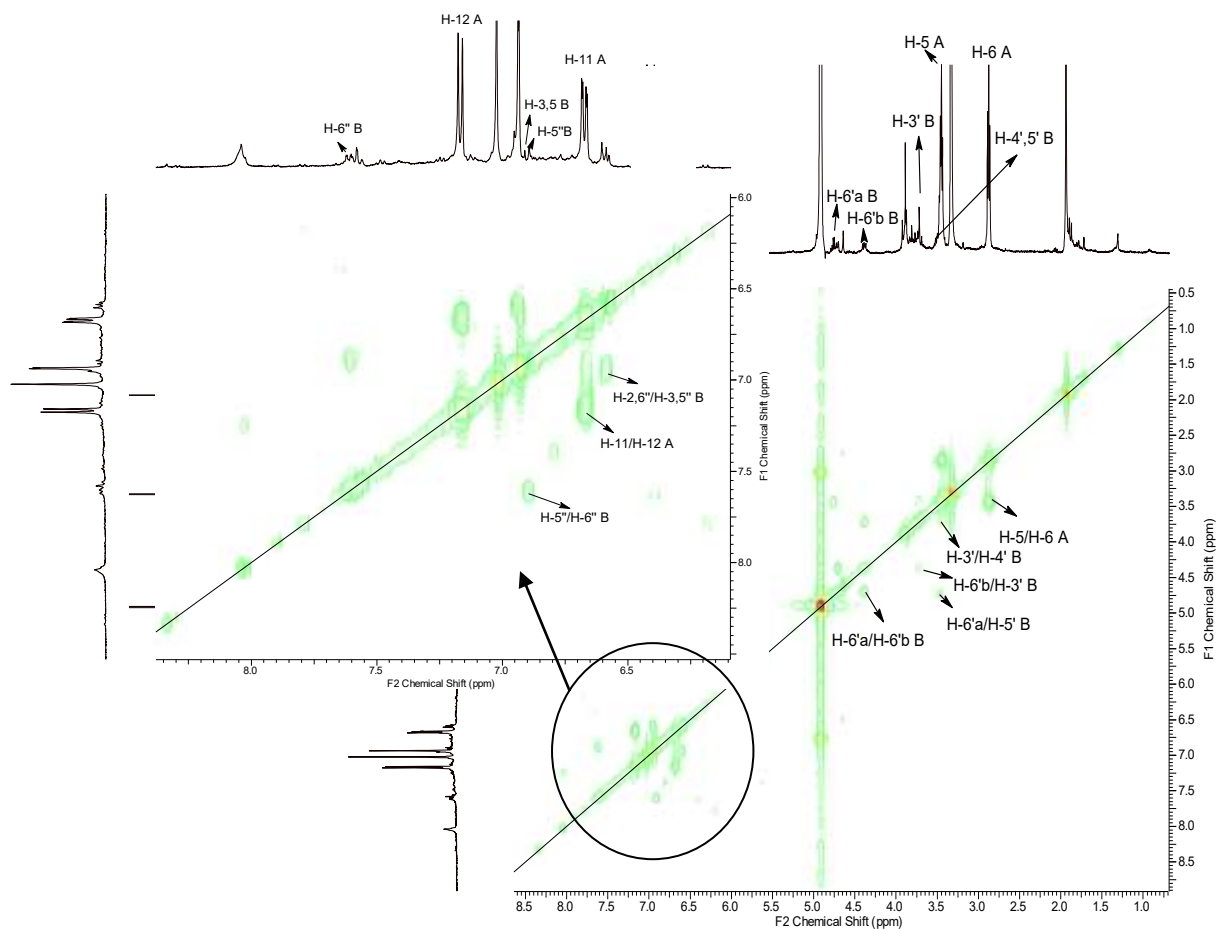 H-12 A
H-11 A
H-3,5 B
H-5"B
H-6" B
H-5 A
H-6 A
H-3' B
H-4',5' B
H-6'a B
H-6'b B
6.0
6.5
7.0
7.5
8.0
F1 Chemical Shift (ppm)
H-2,6"/H-3,5" B
H-11/H-12 A
H-5"/H-6" B
8.0 7.5 7.0 6.5
F2 Chemical Shift (ppm)
0.5
1.0
1.5
2.0
2.5
3.0
3.5
4.0
4.5
5.0
5.5
6.0
6.5
7.0
7.5
8.0
8.5
F1 Chemical Shift (ppm)
H-5/H-6 A
H-3'/H-4' B
H-6'b/H-3' B
H-6'a/H-5' B
H-6'a/H-6'b B
8.5 8.0 7.5 7.0 6.5 6.0 5.5 5.0 4.5 4.0 3.5 3.0 2.5 2.0 1.5 1.0
F2 Chemical Shift (ppm)